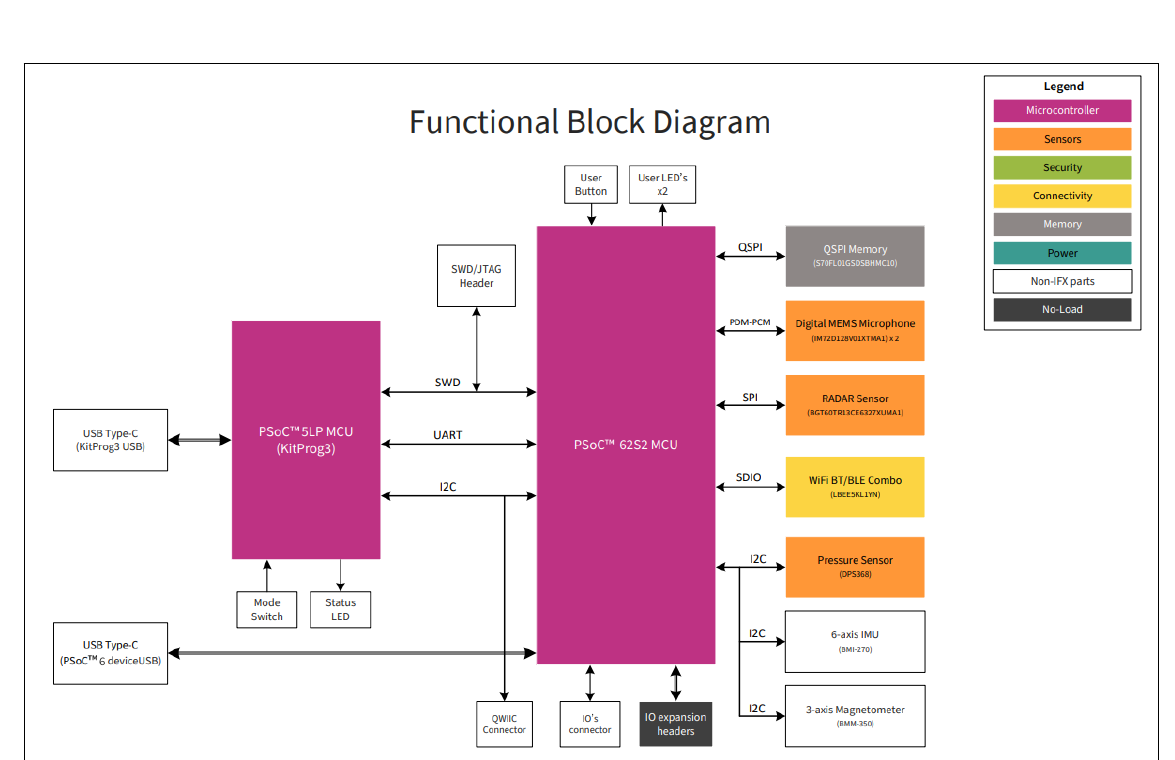 Functional Block Diagram
Legend
Microcontroller
Sensors
Security
Connectivity
Memory
Power
Non-IFX parts
No-Load
User
Button
User LED's
x2
SWD/JTAG
Header
QSPI
QSPI Memory
(S70FL01GSDSBHMC10)
PDM-PCM
Digital MEMS Microphone
(IM72D128V01XTMA1) x 2
SPI
RADAR Sensor
(BGT60TR13CE6327XUMA1)
SWD
USB Type-C
(KitProg3 USB)
PSoC™ 5LP MCU
(KitProg3)
UART
PSoC™ 62S2 MCU
I2C
SDIO
WiFi BT/BLE Combo
(LBEE5KL1YN)
I2C
Pressure Sensor
(DPS368)
Mode
Switch
Status
LED
I2C
6-axis IMU
(BMI-270)
USB Type-C
(PSoC™ 6 deviceUSB)
QWIIC
Connector
IO's
connector
IO expansion
headers
I2C
3-axis Magnetometer
(BMM-350)